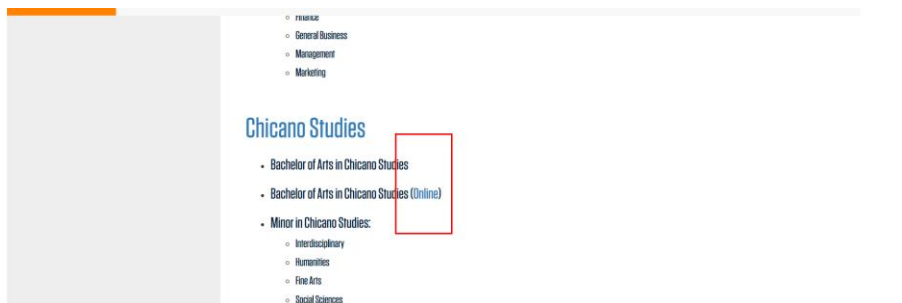 Finance
General Business
Management
Marketing
Chicano Studies
Bachelor of Arts in Chicano Studies
Bachelor of Arts in Chicano Studies (Online)
Minor in Chicano Studies:
Interdisciplinary
Humanities
Fine Arts
Social Sciences